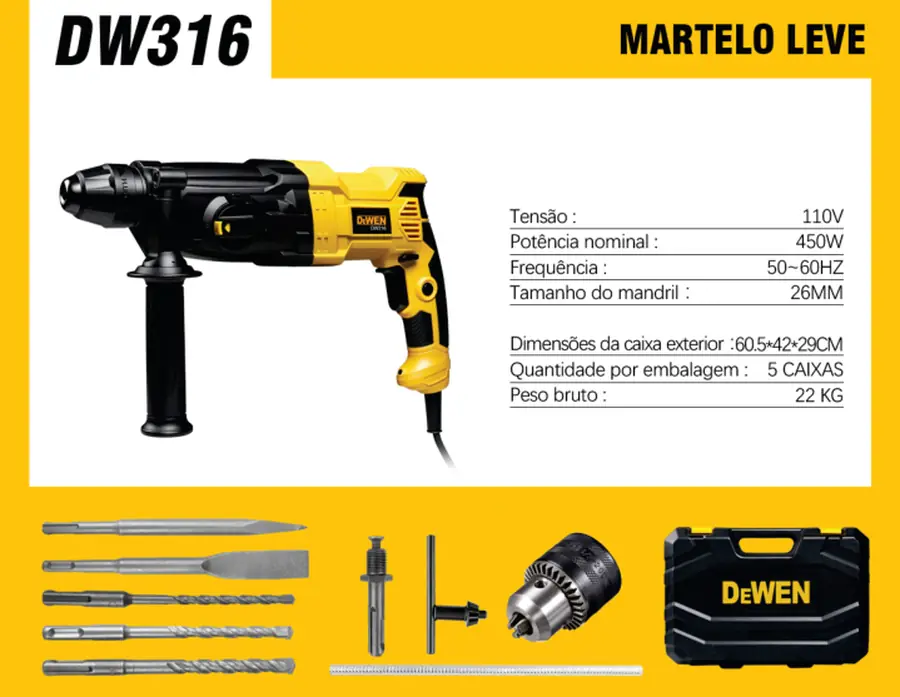 DW316
MARTELO LEVE
DEWEN
DW316
Tensão : 110V
Potência nominal : 450W
Frequência : 50~60HZ
Tamanho do mandril : 26MM
Dimensões da caixa exterior :60.5*42*29CM
Quantidade por embalagem : 5 CAIXAS
Peso bruto : 22 KG
DEWEN